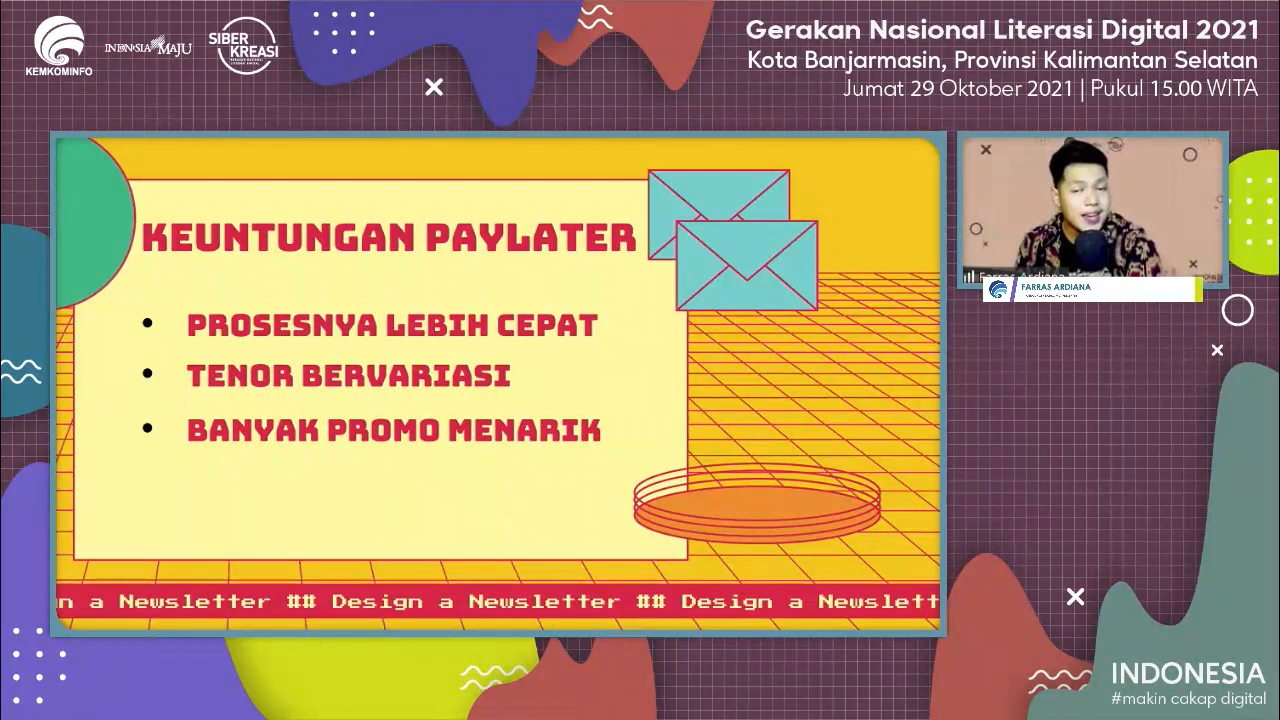 KEMKOMINFO
INDONESIA MAJU
SIBER
KREASI
Gerakan Nasional Literasi Digital 2021
Kota Banjarmasin, Provinsi Kalimantan Selatan
Jumat 29 Oktober 2021 | Pukul 15.00 WITA
KEUNTUNGAN PAYLATER
• PROSESNYA LEBIH CEPAT
• TENOR BERVARIASI
• BANYAK PROMO MENARIK
n a Newsletter ## Design a Newsletter ## Design a Newslett
Farras Ardiana
FARRAS ARDIANA
INDONESIA
#makin cakap digital